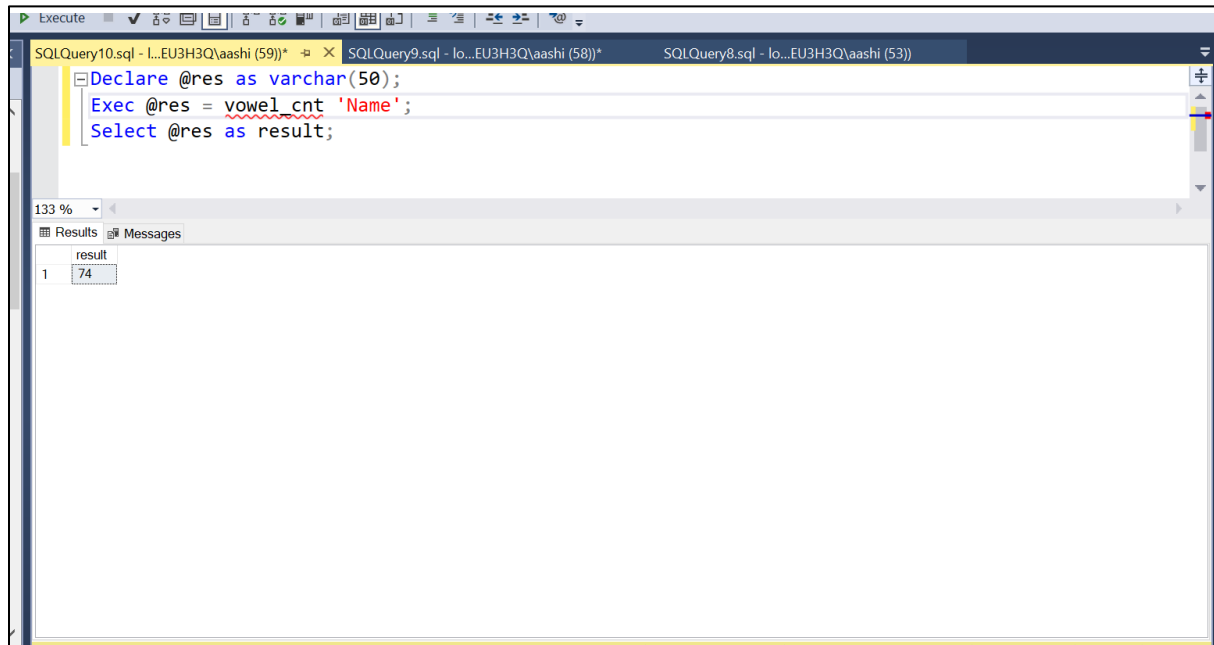 Execute
SQLQuery10.sql - l...EU3H3Q\aashi (59))* SQLQuery9.sql - lo...EU3H3Q\aashi (58))* SQLQuery8.sql - lo...EU3H3Q\aashi (53))
Declare @res as varchar(50);
Exec @res = vowel_cnt 'Name';
Select @res as result;
133 %
Results Messages
result
1 74